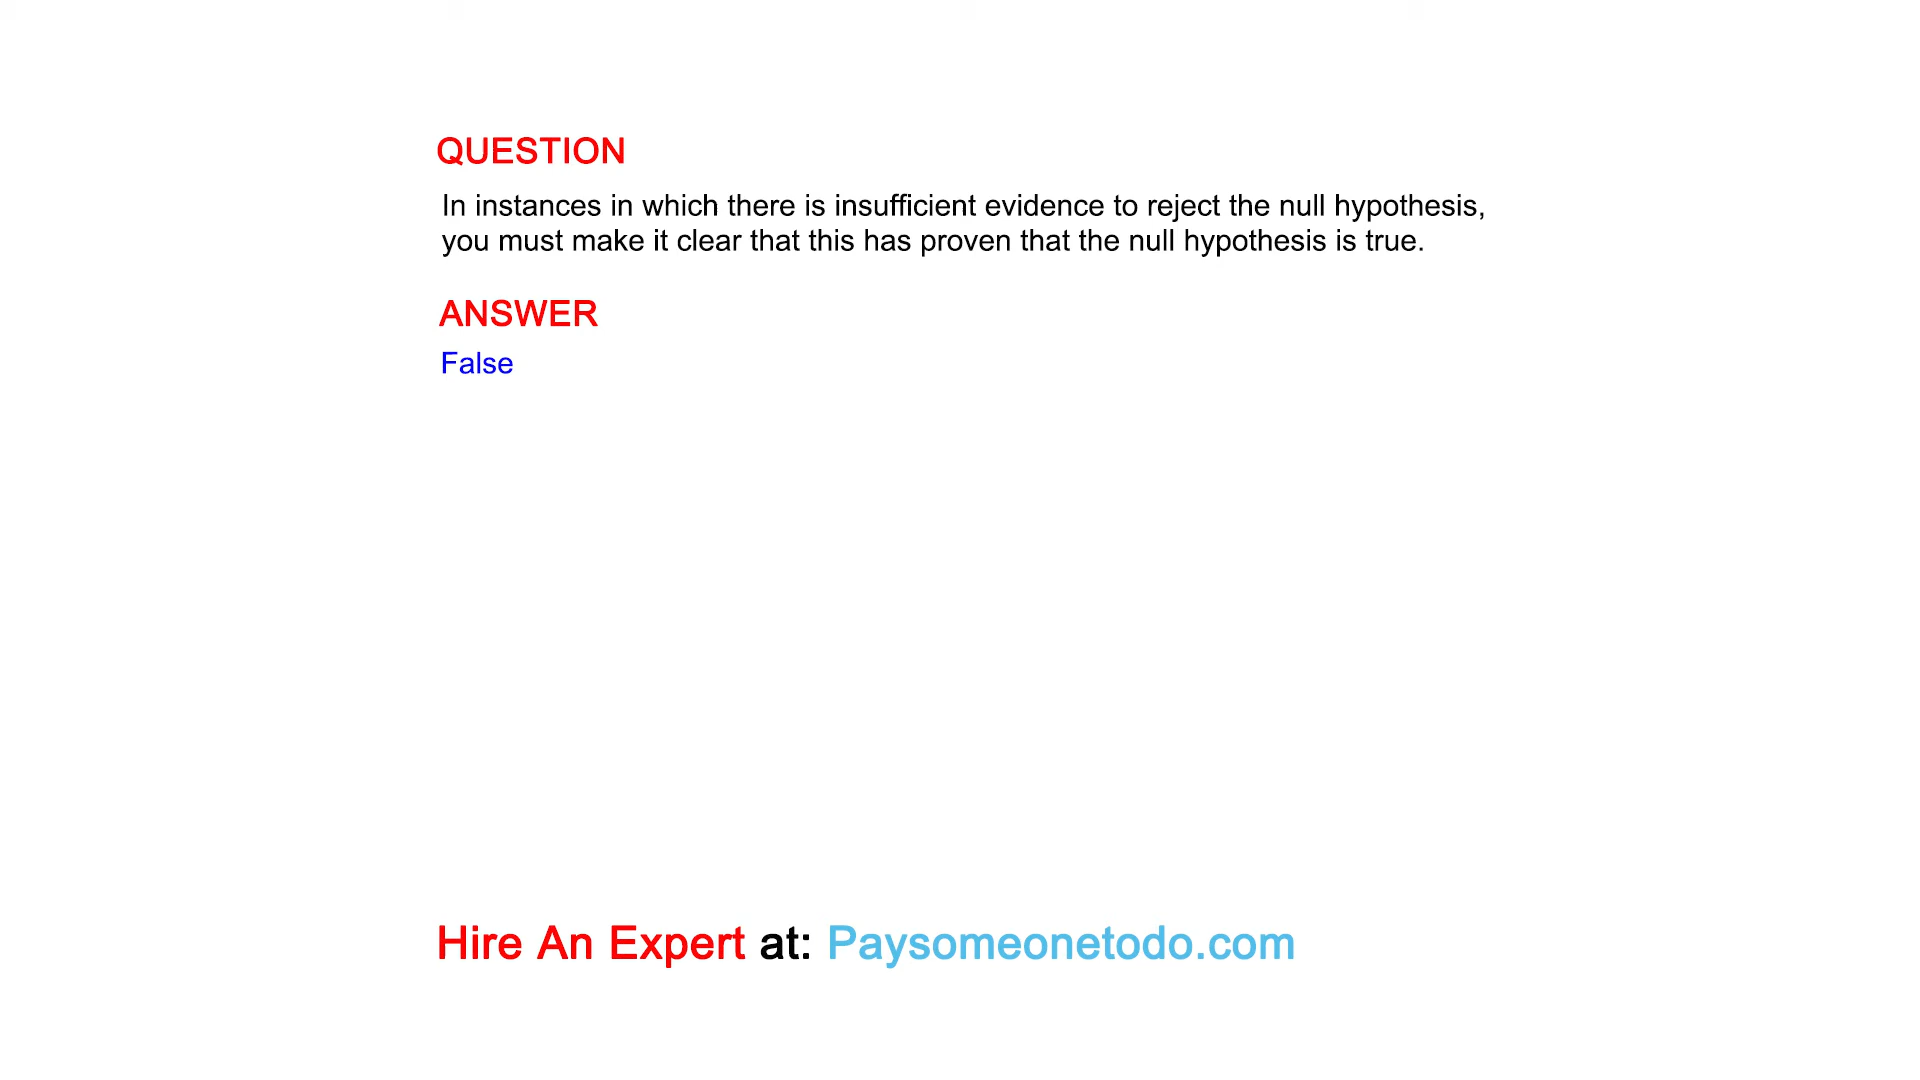 QUESTION
In instances in which there is insufficient evidence to reject the null hypothesis,
you must make it clear that this has proven that the null hypothesis is true.
ANSWER
False
Hire An Expert at: Paysomeonetodo.com